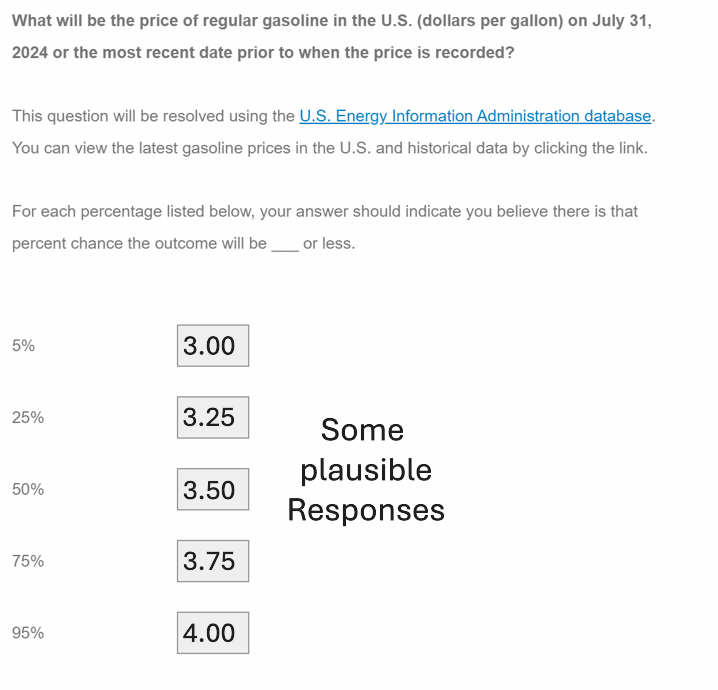 What will be the price of regular gasoline in the U.S. (dollars per gallon) on July 31,
2024 or the most recent date prior to when the price is recorded?
This question will be resolved using the U.S. Energy Information Administration database.
You can view the latest gasoline prices in the U.S. and historical data by clicking the link.
For each percentage listed below, your answer should indicate you believe there is that
percent chance the outcome will be ___ or less.
5% 3.00
25% 3.25
Some
plausible
Responses
50% 3.50
75% 3.75
95% 4.00